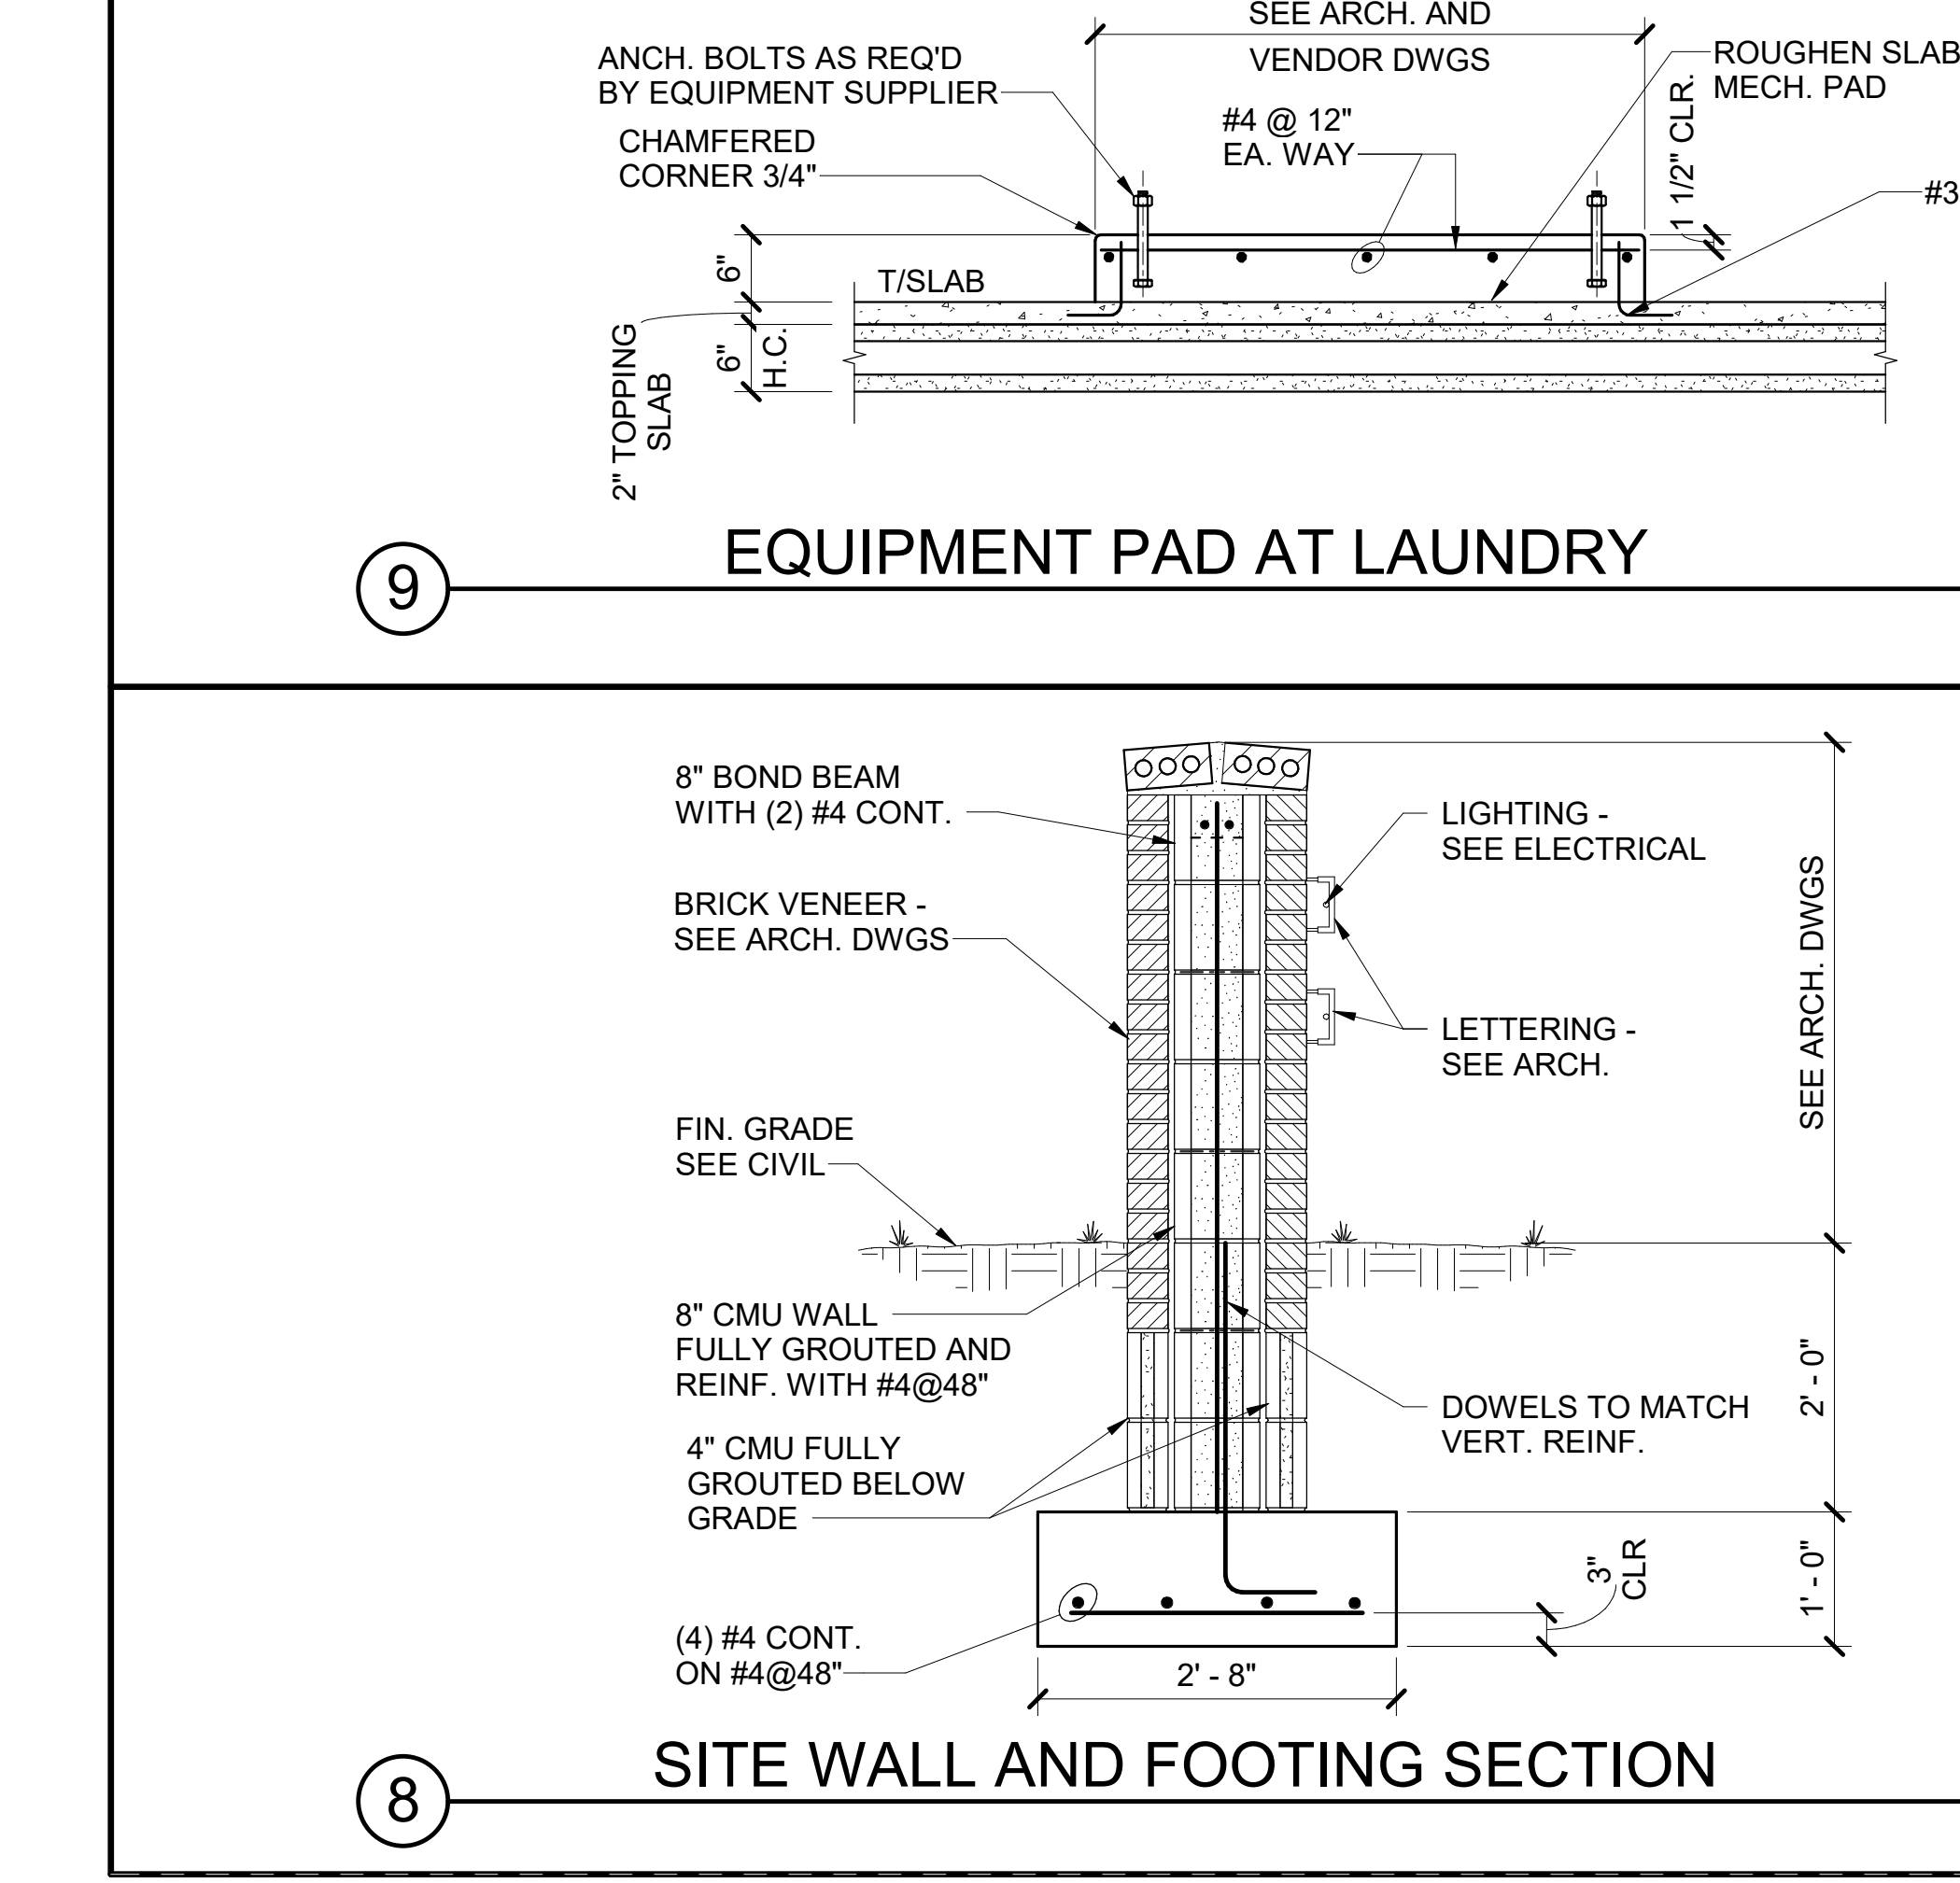 SEE ARCH. AND
VENDOR DWGS
ANCH. BOLTS AS REQ'D
BY EQUIPMENT SUPPLIER
CHAMFERED
CORNER 3/4"
#4 @ 12"
EA. WAY
ROUGHEN SLAB
MECH. PAD
1 1/2" CLR.
#3
6"
T/SLAB
2" TOPPING
SLAB
6"
H.C.
EQUIPMENT PAD AT LAUNDRY
9
8" BOND BEAM
WITH (2) #4 CONT.
LIGHTING -
SEE ELECTRICAL
BRICK VENEER -
SEE ARCH. DWGS
SEE ARCH. DWGS
LETTERING -
SEE ARCH.
FIN. GRADE
SEE CIVIL
8" CMU WALL
FULLY GROUTED AND
REINF. WITH #4@48"
DOWELS TO MATCH
VERT. REINF.
2' - 0"
4" CMU FULLY
GROUTED BELOW
GRADE
3"
CLR
1' - 0"
(4) #4 CONT.
ON #4@48"
2' - 8"
SITE WALL AND FOOTING SECTION
8